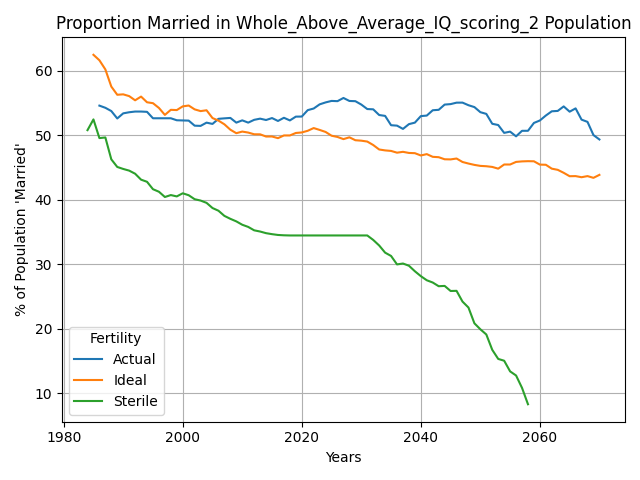 Proportion Married in Whole_Above_Average_IQ_scoring_2 Population
% of Population 'Married'
60
50
40
30
20
10
Fertility
Actual
Ideal
Sterile
1980
2000
2020
2040
2060
Years